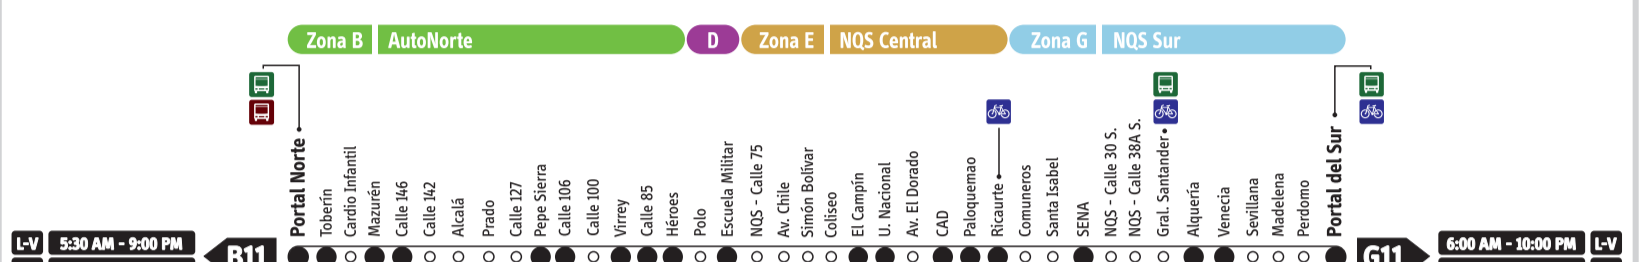 Zona B AutoNorte D Zona E NQS Central Zona G NQS Sur
Portal Norte
Toberín
Cardio Infantil
Mazurén
Calle 146
Calle 142
Alcalá
Prado
Calle 127
Pepe Sierra
Calle 106
Calle 100
Virrey
Calle 85
Héroes
Polo
Escuela Militar
NQS - Calle 75
Av. Chile
Simón Bolívar
Coliseo
El Campín
U. Nacional
Av. El Dorado
CAD
Paloquemao
Ricaurte
Comuneros
Santa Isabel
SENA
NQS - Calle 30 S.
NQS - Calle 38A S.
Gral. Santander
Alquería
Venecia
Sevillana
Madelena
Perdomo
Portal del Sur
L-V 5:30 AM - 9:00 PM B11 G11 6:00 AM - 10:00 PM L-V